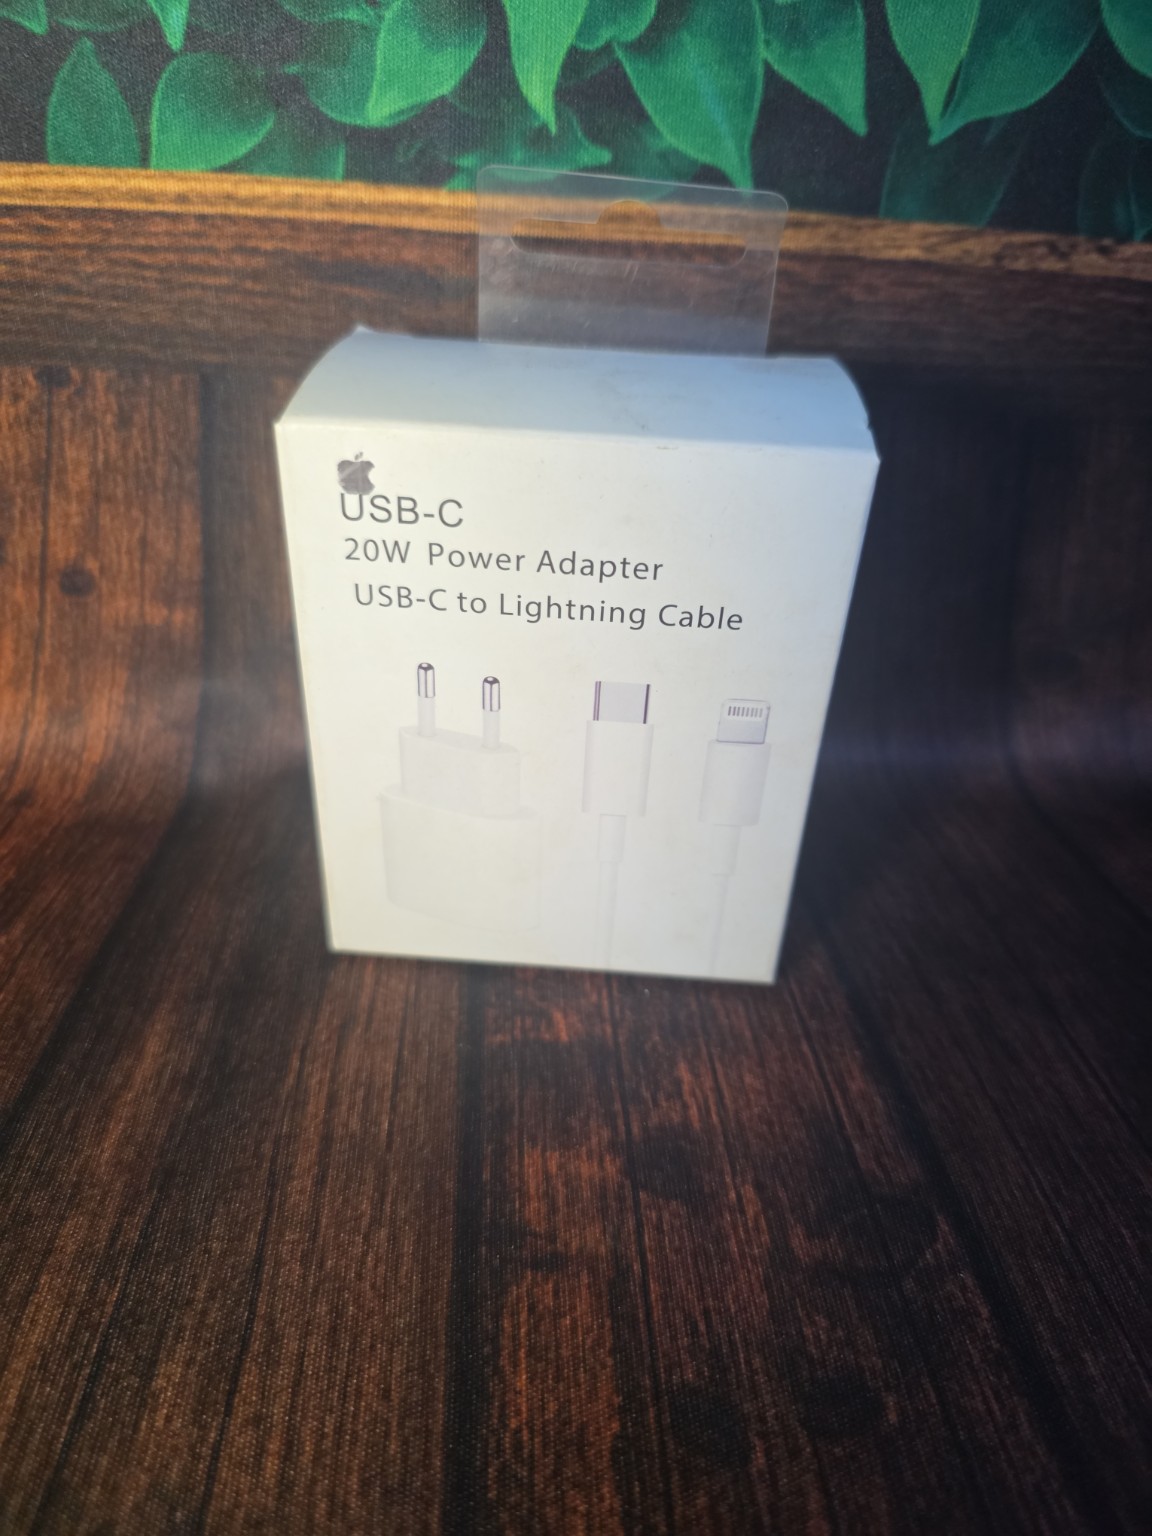 USB-C
20W Power Adapter
USB-C to Lightning Cable